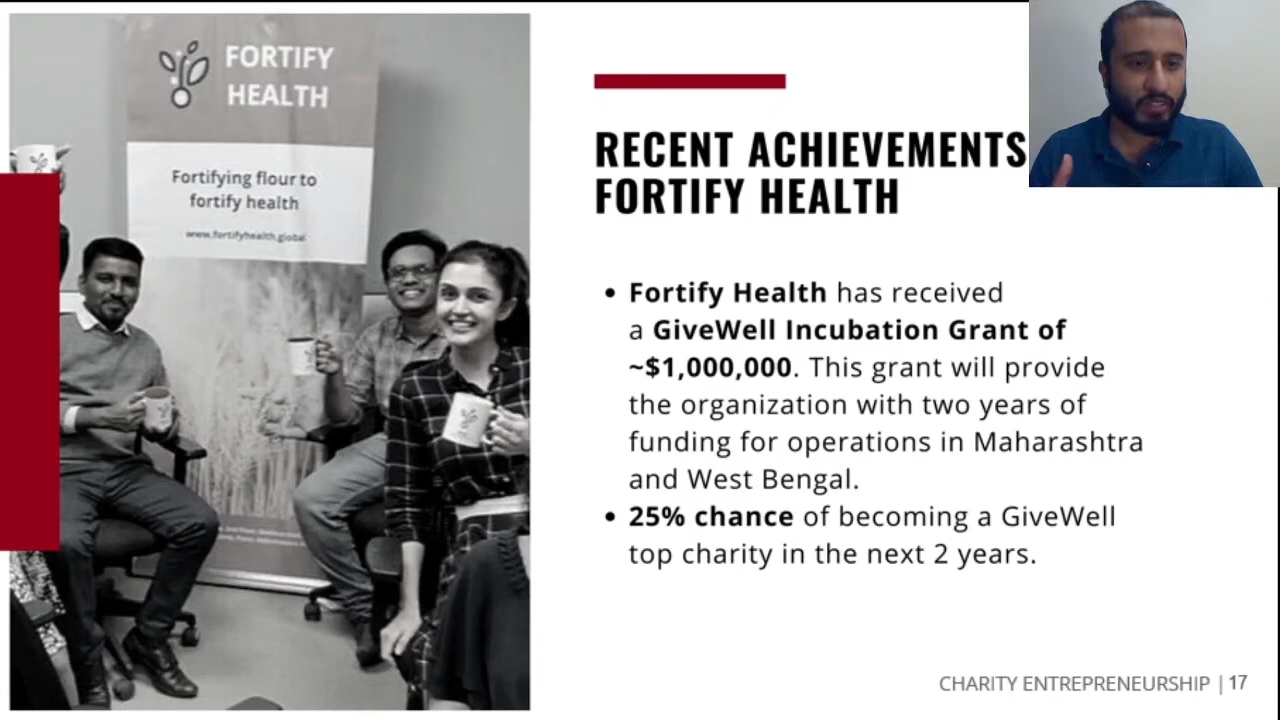 FORTIFY
HEALTH
Fortifying flour to
fortify health
www.fortifyhealth.global
RECENT ACHIEVEMENTS
FORTIFY HEALTH
• Fortify Health has received
a GiveWell Incubation Grant of
~$1,000,000. This grant will provide
the organization with two years of
funding for operations in Maharashtra
and West Bengal.
• 25% chance of becoming a GiveWell
top charity in the next 2 years.
CHARITY ENTREPRENEURSHIP | 17